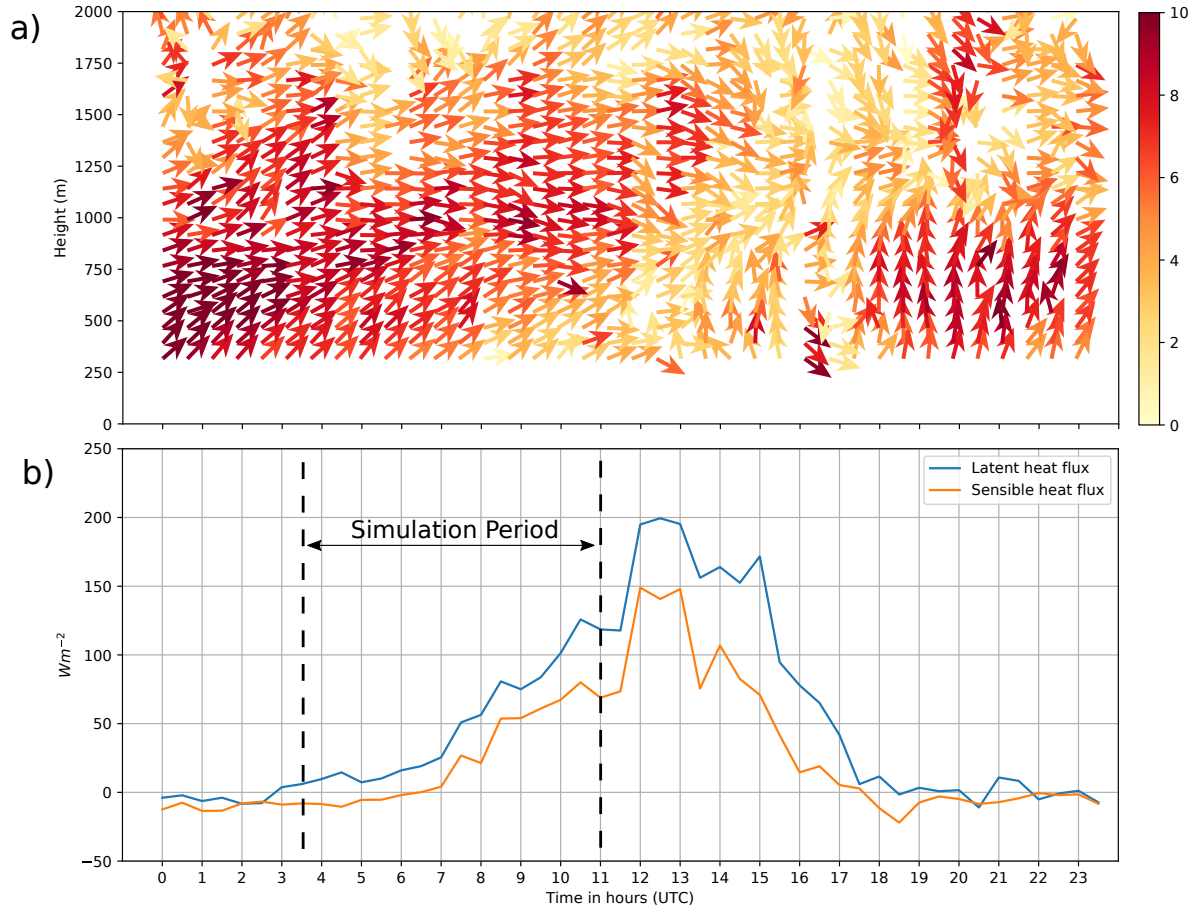 a)
2000
1750
1500
1250
1000
750
500
250
0
Height (m)
10
8
6
4
2
0
b)
250
200
150
100
50
0
−50
Wm⁻²
Latent heat flux
Sensible heat flux
Simulation Period
0 1 2 3 4 5 6 7 8 9 10 11 12 13 14 15 16 17 18 19 20 21 22 23
Time in hours (UTC)